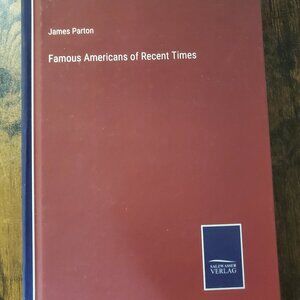 James Parton
Famous Americans of Recent Times
SALZWASSER
VERLAG